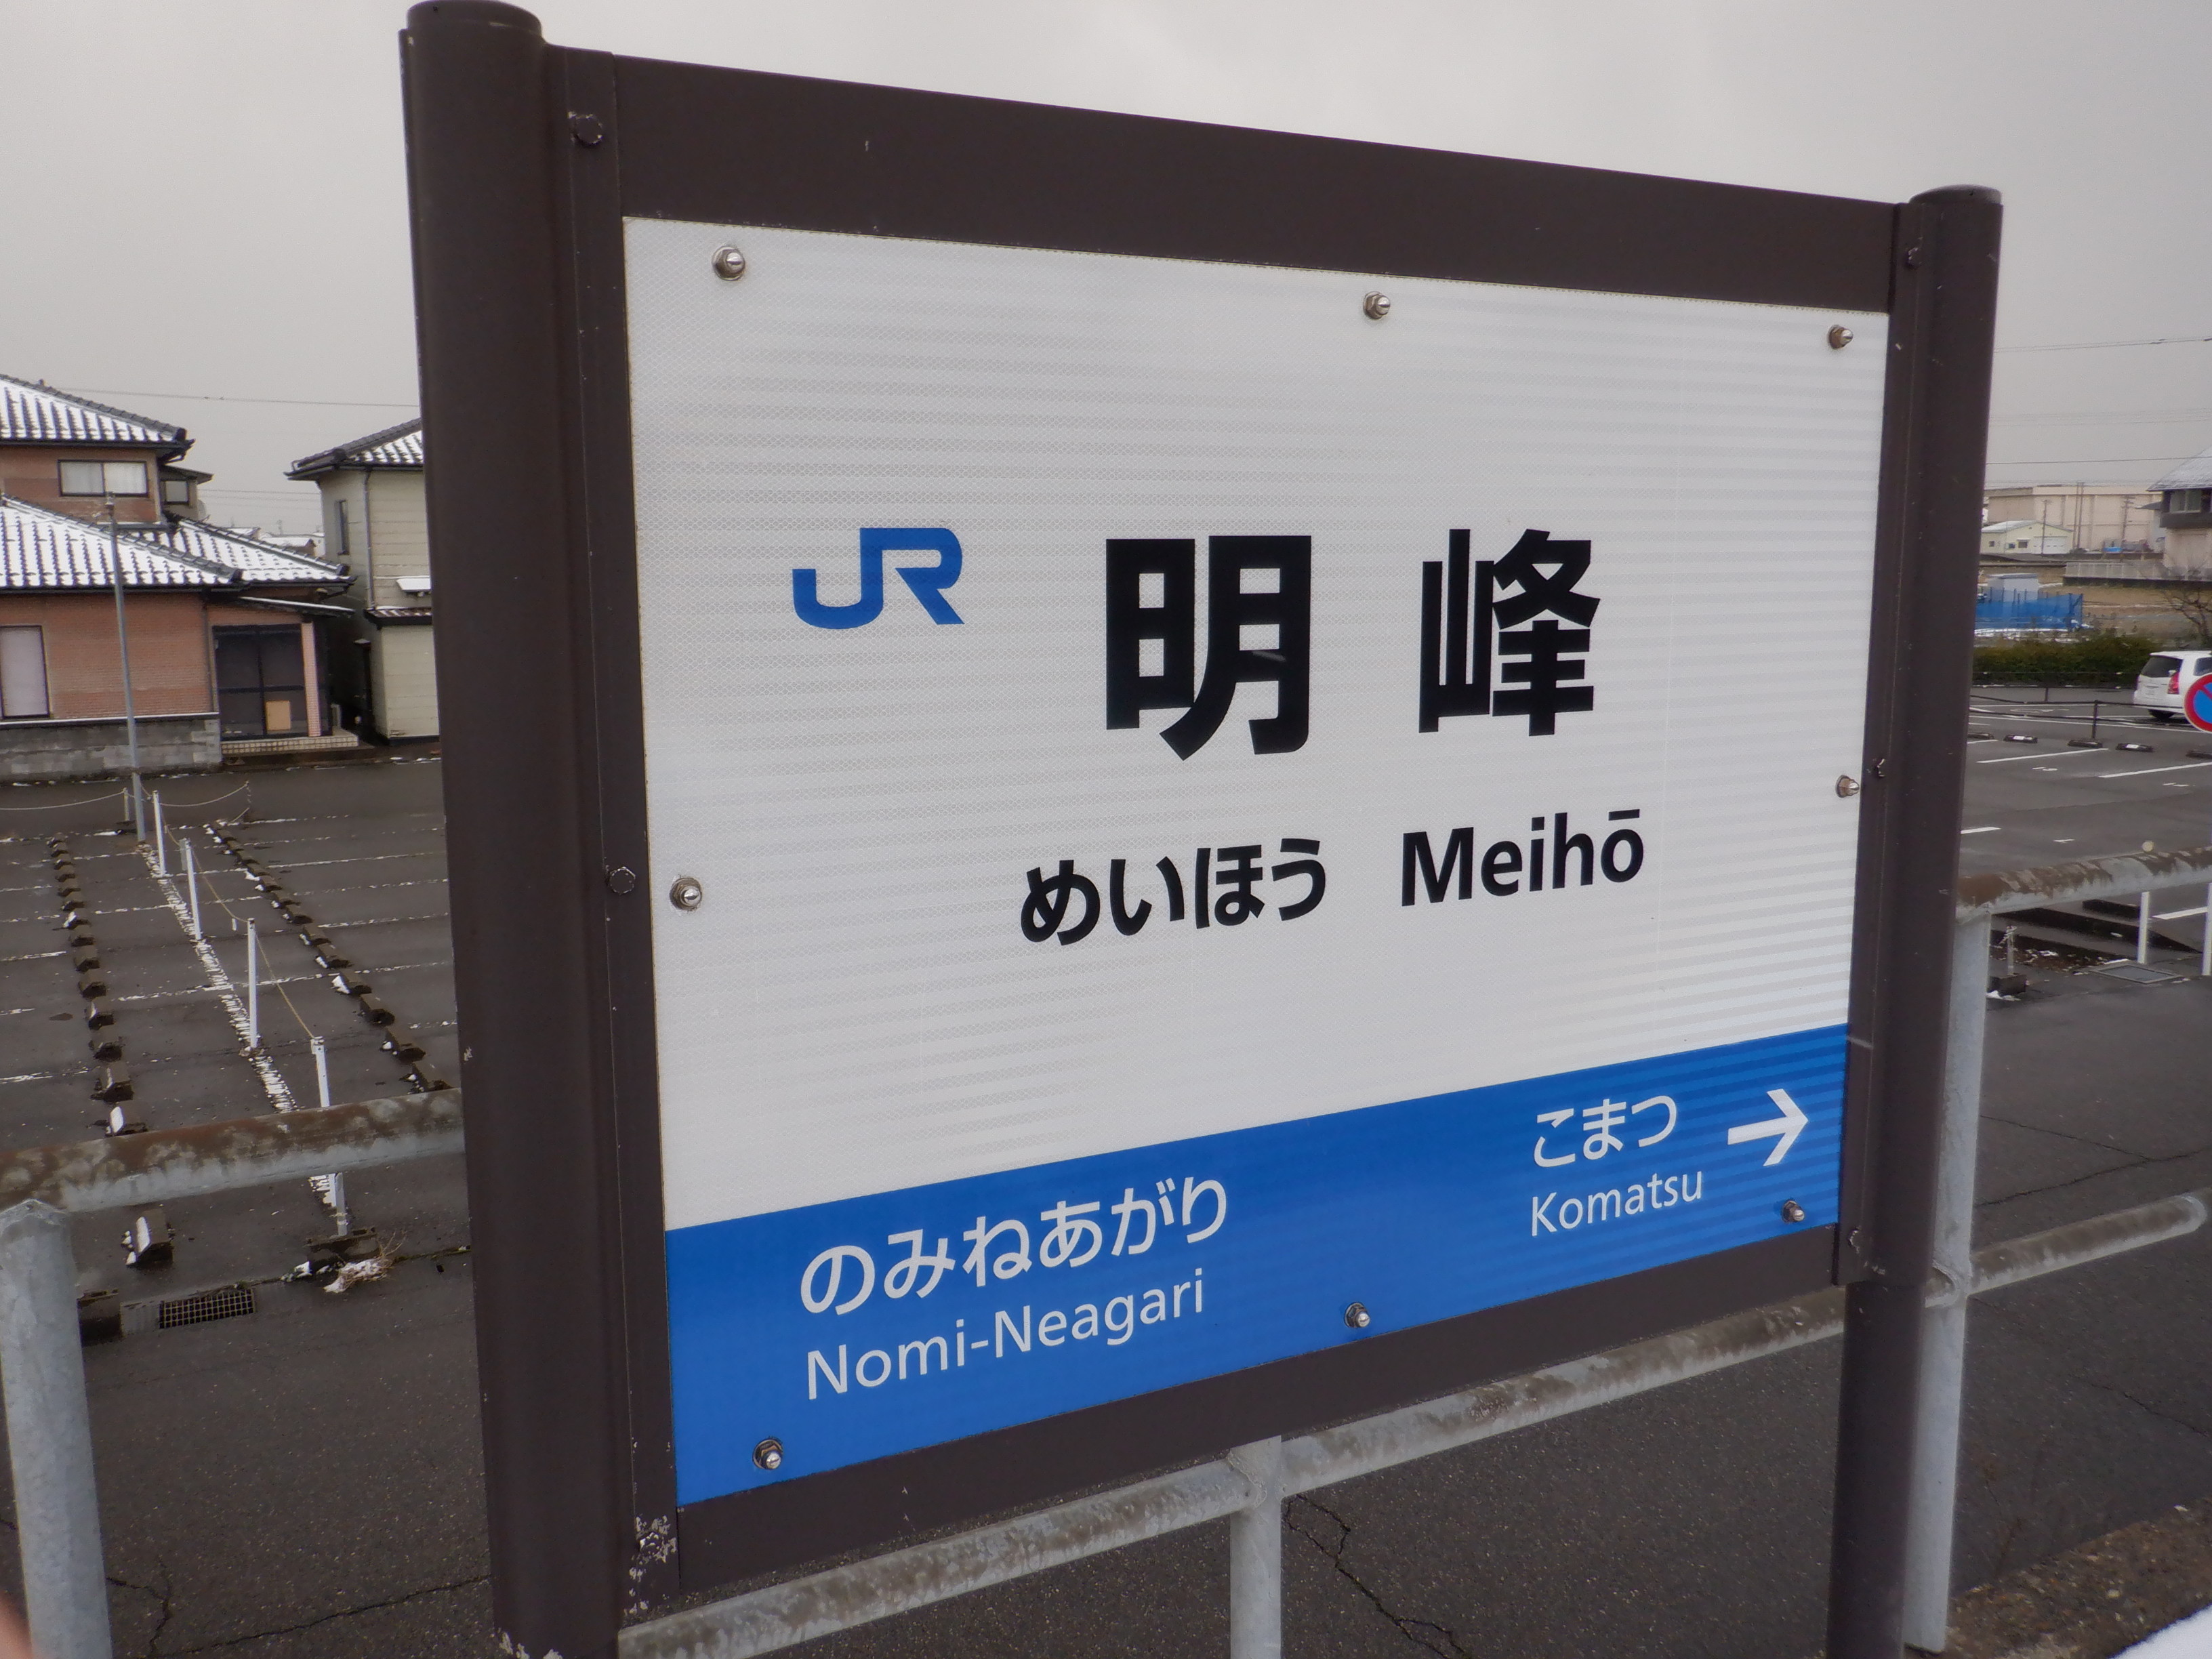 JR 明峰
めいほう Meihō
のみねあがり こまつ →
Nomi-Neagari Komatsu